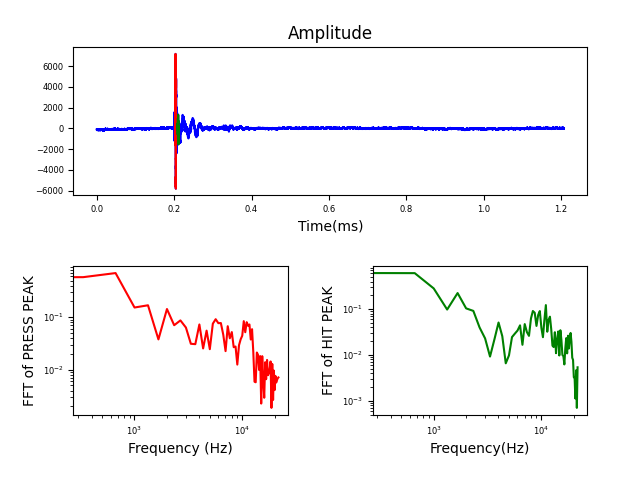 Amplitude
6000
4000
2000
0
−2000
−4000
−6000
0.0 0.2 0.4 0.6 0.8 1.0 1.2
Time(ms)
FFT of PRESS PEAK
10⁻¹
10⁻²
10³ 10⁴
Frequency (Hz)
FFT of HIT PEAK
10⁻¹
10⁻²
10⁻³
10³ 10⁴
Frequency(Hz)